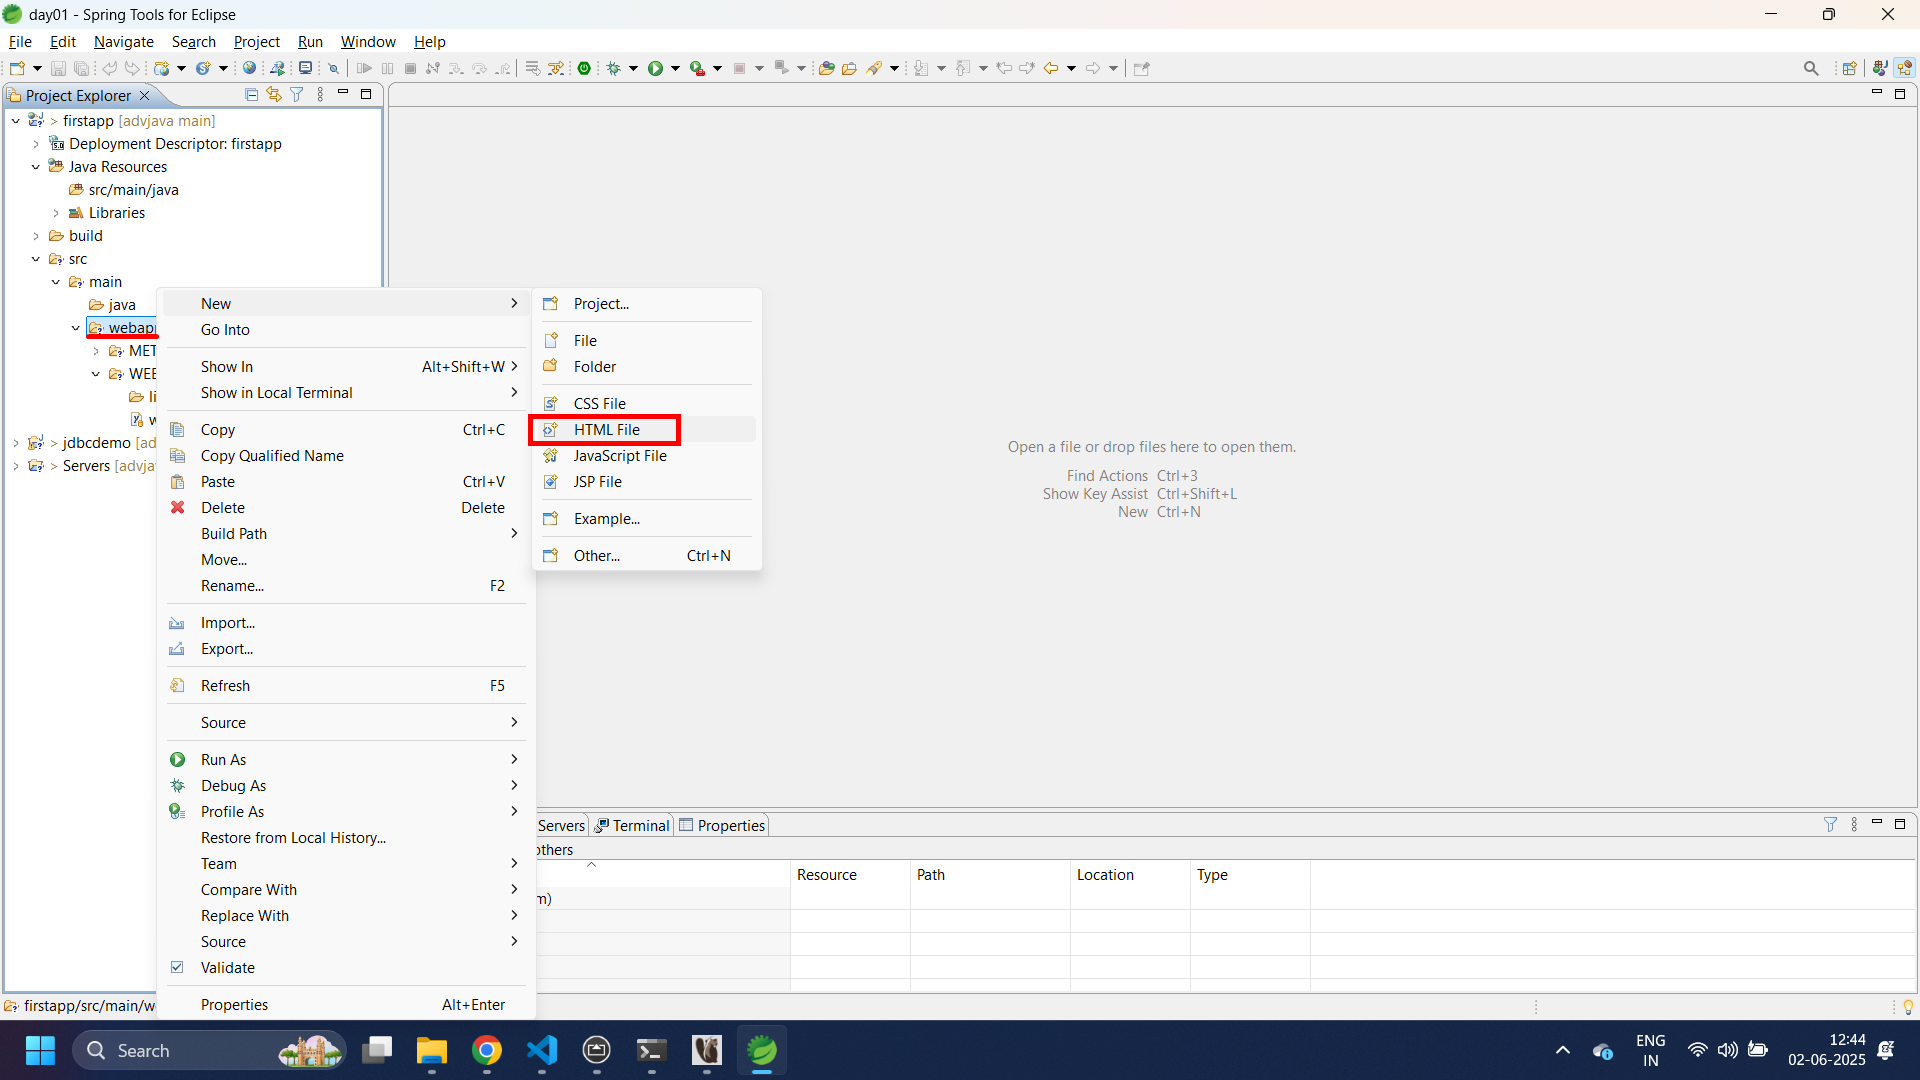 day01 - Spring Tools for Eclipse
File Edit Navigate Search Project Run Window Help
Project Explorer
> firstapp [advjava main]
Deployment Descriptor: firstapp
Java Resources
src/main/java
Libraries
build
src
main
java
webapp
MET
WEB
li
w
> jdbcdemo [ad
> Servers [advja
New
Go Into
Show In Alt+Shift+W
Show in Local Terminal
Copy Ctrl+C
Copy Qualified Name
Paste Ctrl+V
Delete Delete
Build Path
Move...
Rename... F2
Import...
Export...
Refresh F5
Source
Run As
Debug As
Profile As
Restore from Local History...
Team
Compare With
Replace With
Source
Validate
Properties Alt+Enter
Project...
File
Folder
CSS File
HTML File
JavaScript File
JSP File
Example...
Other... Ctrl+N
Open a file or drop files here to open them.
Find Actions Ctrl+3
Show Key Assist Ctrl+Shift+L
New Ctrl+N
Servers Terminal Properties
others
Resource Path Location Type
m)
firstapp/src/main/w
Search
ENG
IN
12:44
02-06-2025